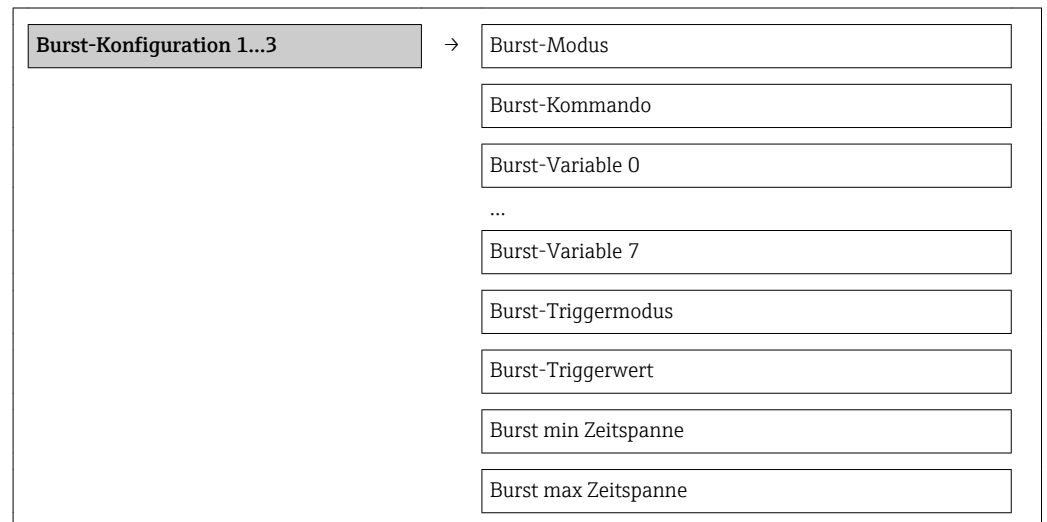 Burst-Konfiguration 1...3 → Burst-Modus
Burst-Kommando
Burst-Variable 0
...
Burst-Variable 7
Burst-Triggermodus
Burst-Triggerwert
Burst min Zeitspanne
Burst max Zeitspanne